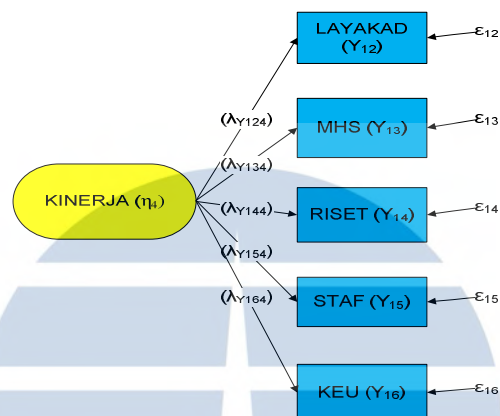 LAYAKAD
(Y₁₂)
ε₁₂
(λY124)
MHS (Y₁₃)
ε₁₃
(λY134)
KINERJA (η₄)
(λY144)
RISET (Y₁₄)
ε₁₄
(λY154)
(λY164)
STAF (Y₁₅)
ε₁₅
KEU (Y₁₆)
ε₁₆